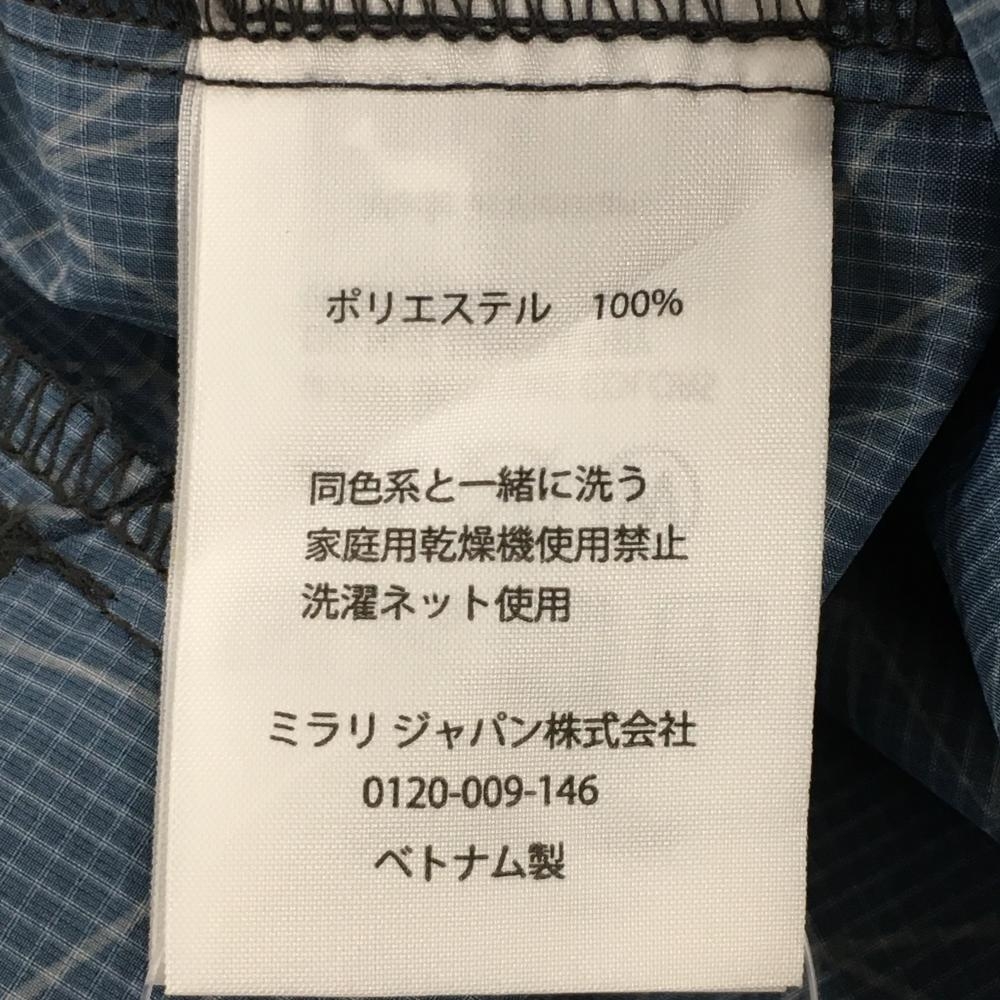 ポリエステル　100%
同色系と一緒に洗う
家庭用乾燥機使用禁止
洗濯ネット使用
ミラリ ジャパン株式会社
0120-009-146
ベトナム製